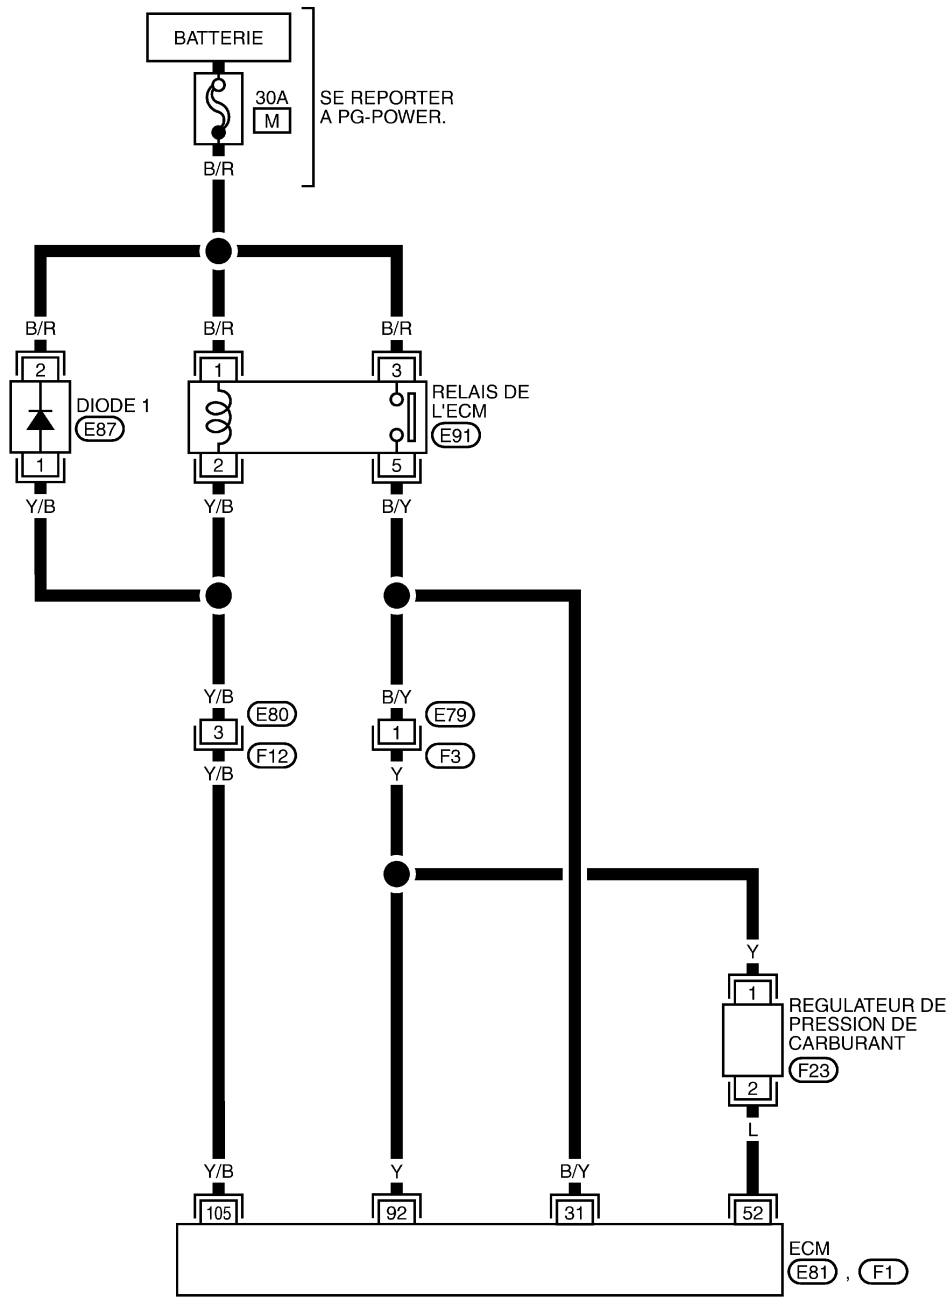 BATTERIE
30A
M
SE REPORTER
A PG-POWER.
B/R
B/R
B/R
B/R
2
1
3
DIODE 1
E87
RELAIS DE
L'ECM
E91
1
2
5
Y/B
Y/B
B/Y
Y/B
B/Y
E80
E79
3
1
F12
F3
Y/B
Y
Y
1
REGULATEUR DE
PRESSION DE
CARBURANT
F23
2
L
Y/B
Y
B/Y
105
92
31
52
ECM
E81 , F1